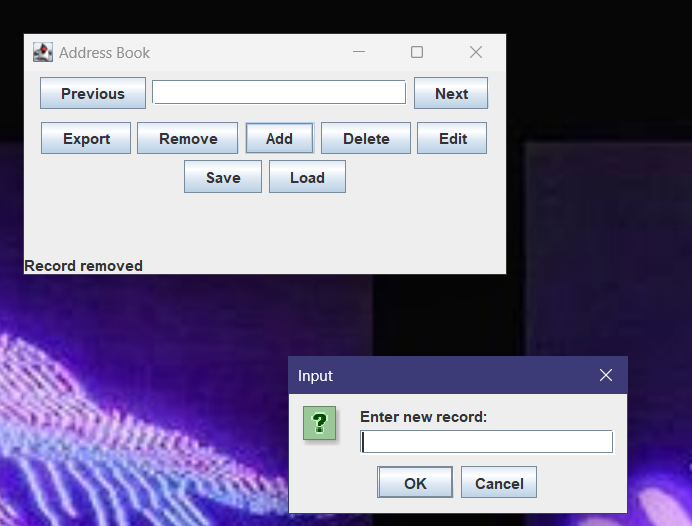 Address Book
Previous Next
Export Remove Add Delete Edit
Save Load
Record removed
Input
?
Enter new record:
OK Cancel